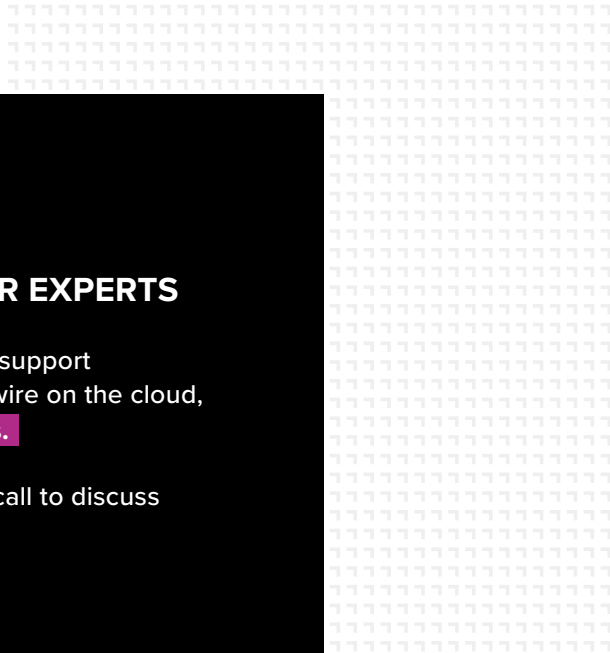 R EXPERTS
support
wire on the cloud,
.
call to discuss